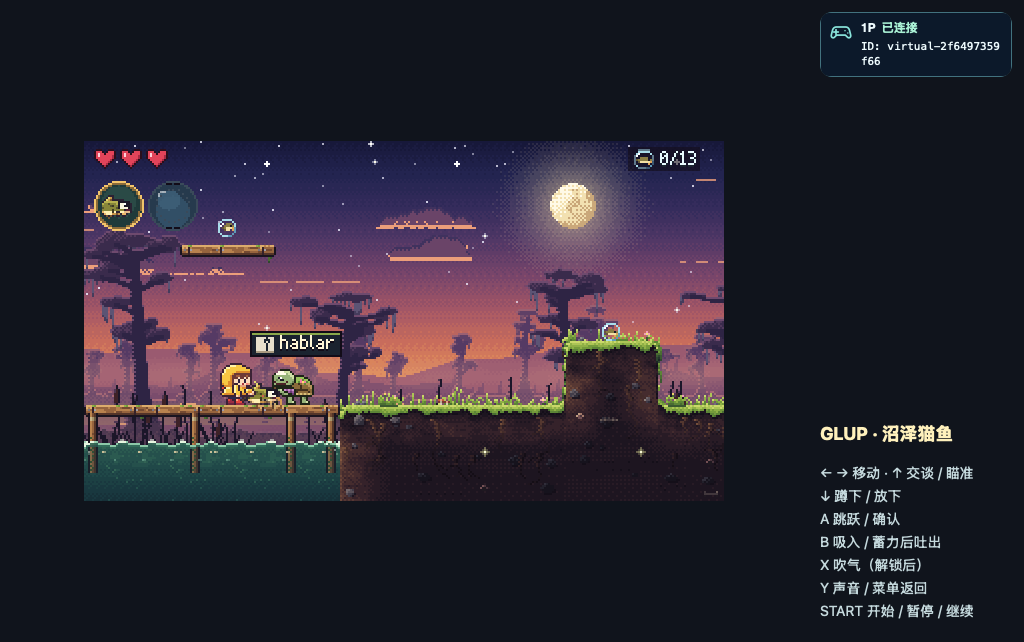 1P 已连接
ID: virtual-2f6497359
f66
0/13
↑ hablar
GLUP · 沼泽猫鱼
← → 移动 · ↑ 交谈 / 瞄准
↓ 蹲下 / 放下
A 跳跃 / 确认
B 吸入 / 蓄力后吐出
X 吹气（解锁后）
Y 声音 / 菜单返回
START 开始 / 暂停 / 继续